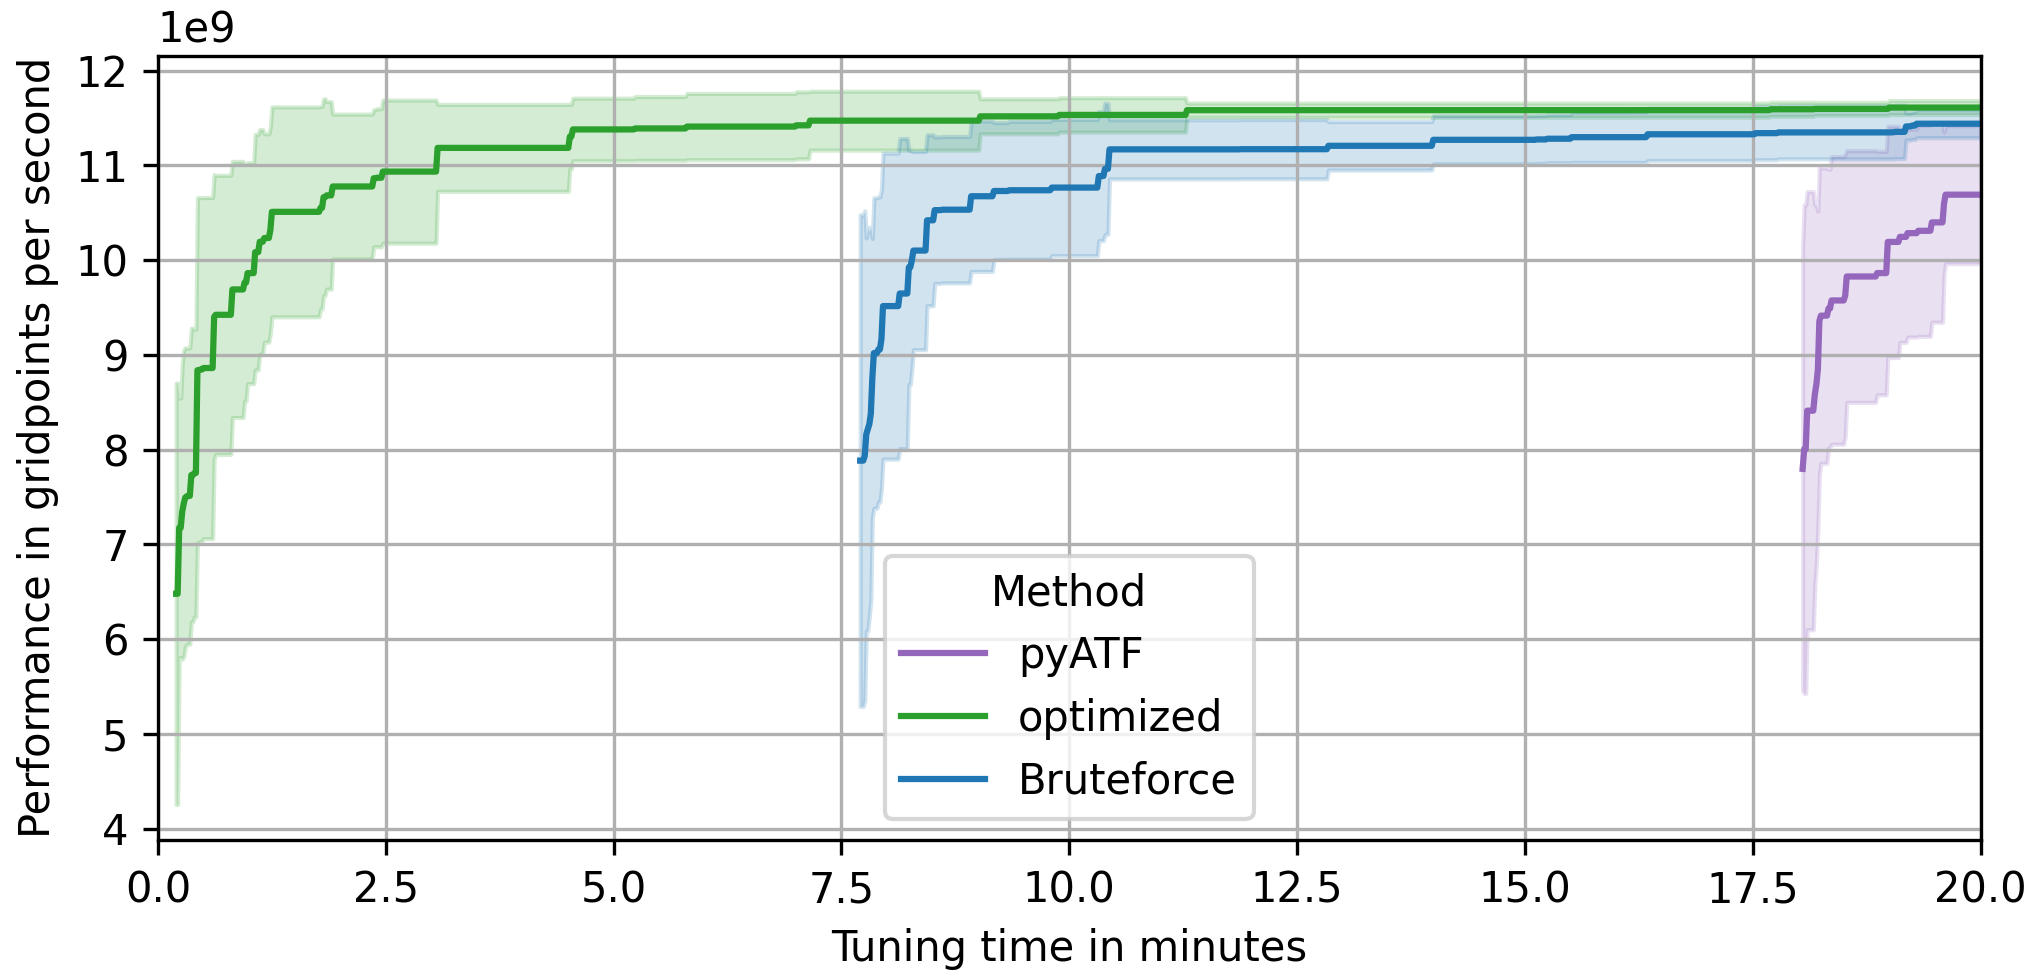 1e9
Performance in gridpoints per second
12
11
10
9
8
7
6
5
4
Method
pyATF
optimized
Bruteforce
0.0 2.5 5.0 7.5 10.0 12.5 15.0 17.5 20.0
Tuning time in minutes